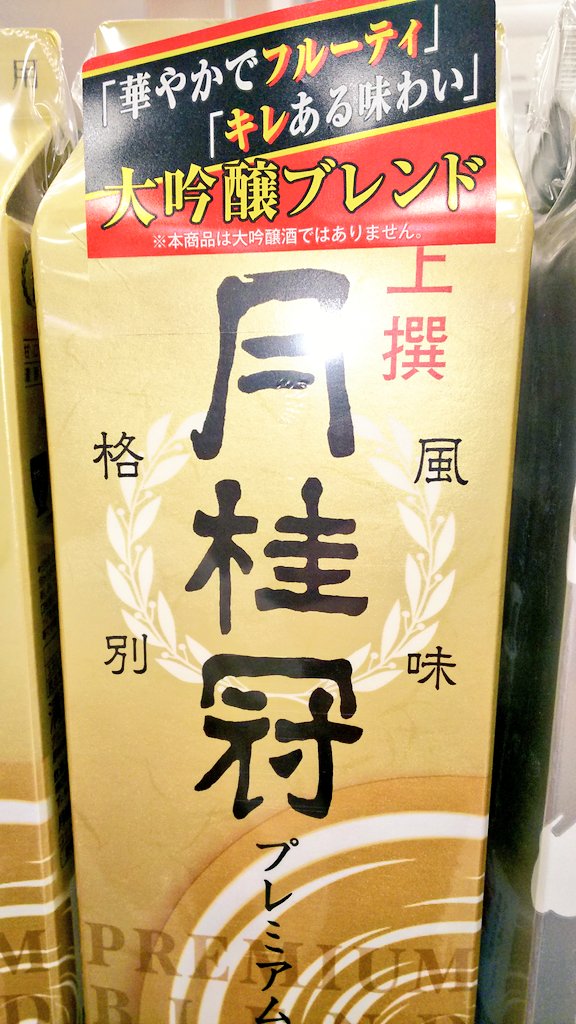 「華やかでフルーティ」
「キレある味わい」
大吟醸ブレンド
※本商品は大吟醸酒ではありません。
上撰
月桂冠
風味
格別
プレミアム
PREMIUM